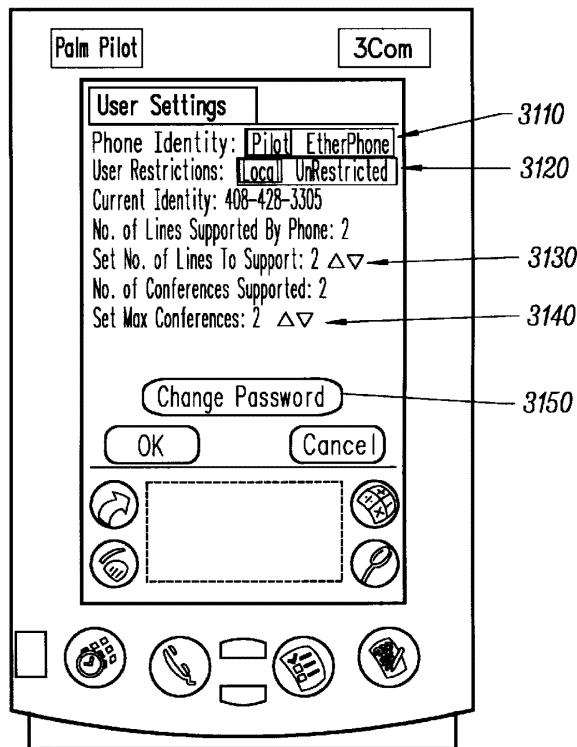 Palm Pilot 3Com
User Settings
Phone Identity: Pilot EtherPhone 3110
User Restrictions: Local UnRestricted 3120
Current Identity: 408-428-3305
No. of Lines Supported By Phone: 2
Set No. of Lines To Support: 2 △▽ 3130
No. of Conferences Supported: 2
Set Max Conferences: 2 △▽ 3140
Change Password 3150
OK Cancel